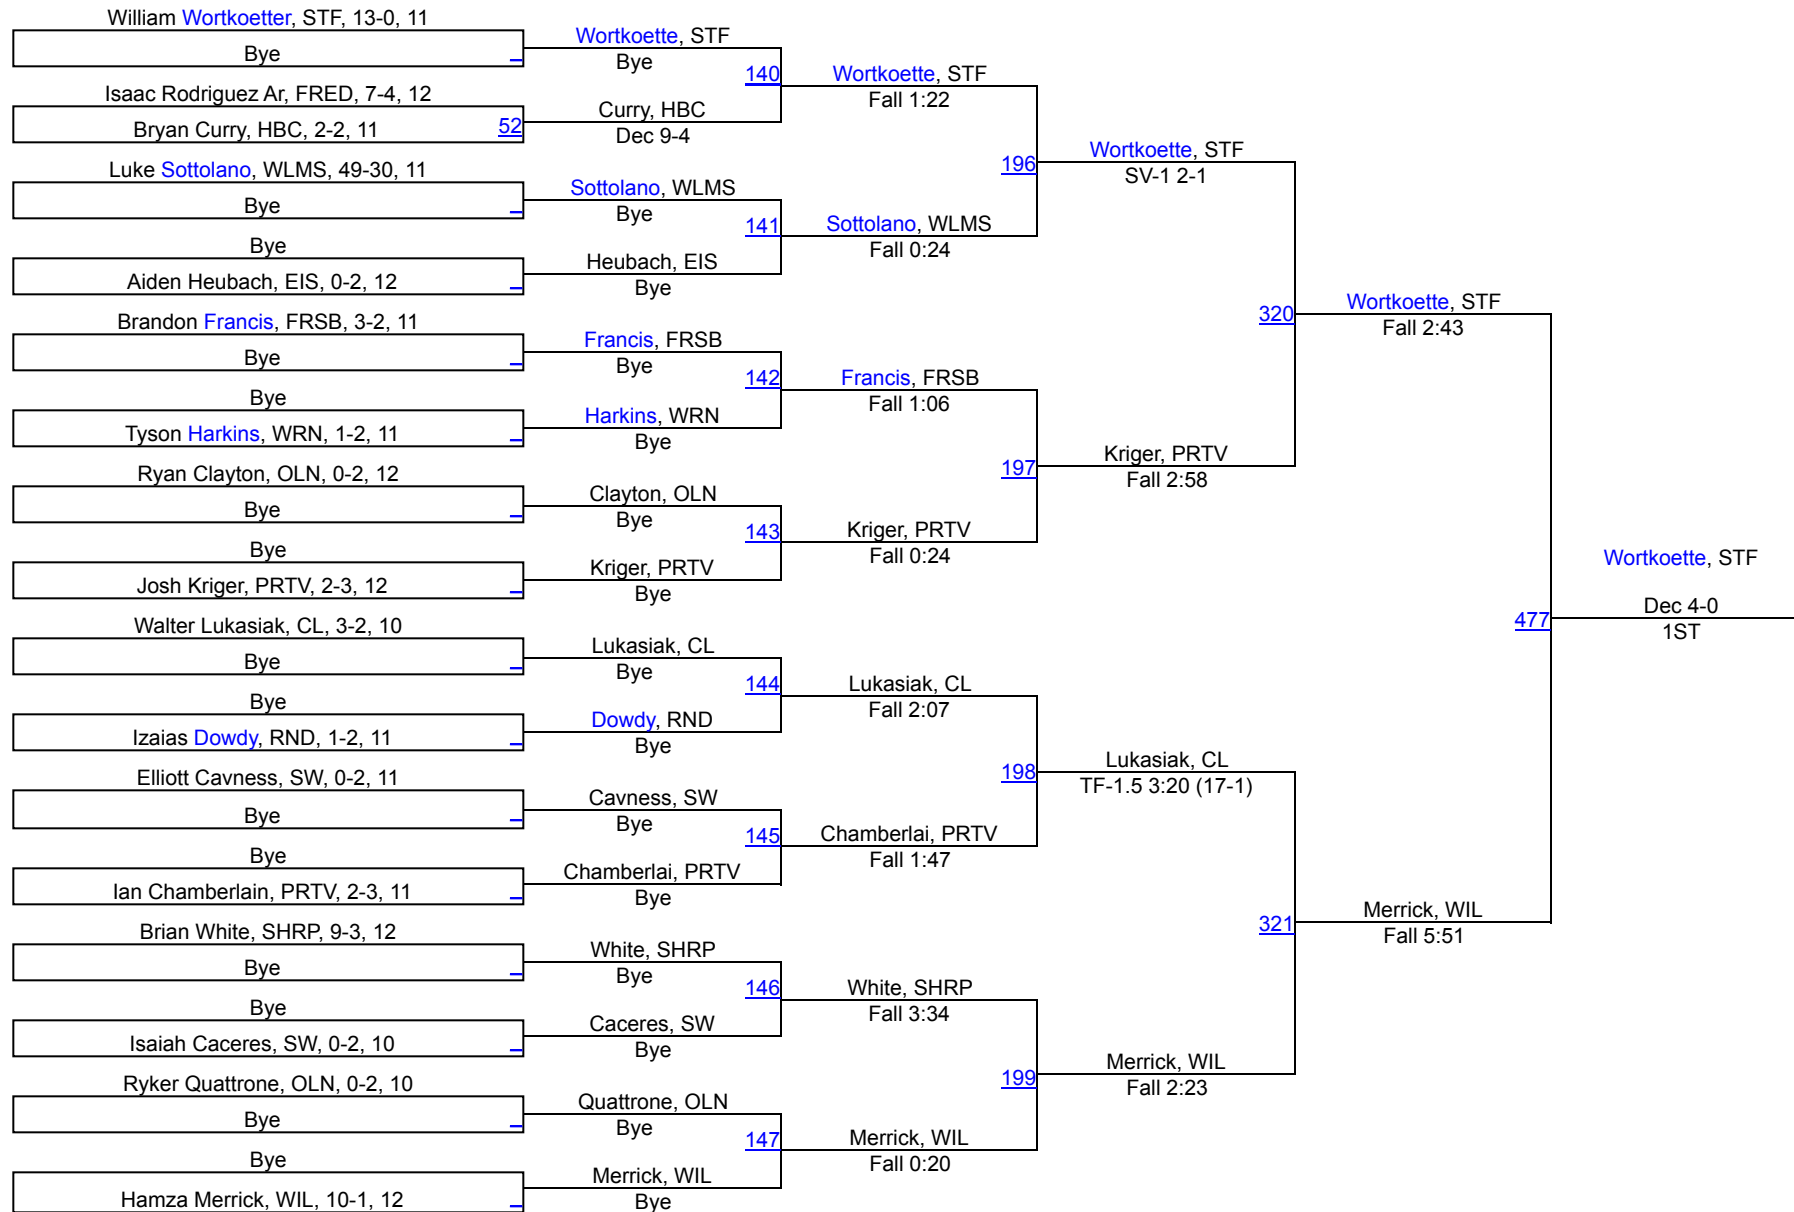 William Wortkoetter, STF, 13-0, 11
Bye
Isaac Rodriguez Ar, FRED, 7-4, 12
Bryan Curry, HBC, 2-2, 11
52
Luke Sottolano, WLMS, 49-30, 11
Bye
Bye
Aiden Heubach, EIS, 0-2, 12
Brandon Francis, FRSB, 3-2, 11
Bye
Bye
Tyson Harkins, WRN, 1-2, 11
Ryan Clayton, OLN, 0-2, 12
Bye
Bye
Josh Kriger, PRTV, 2-3, 12
Walter Lukasiak, CL, 3-2, 10
Bye
Bye
Izaias Dowdy, RND, 1-2, 11
Elliott Cavness, SW, 0-2, 11
Bye
Bye
Ian Chamberlain, PRTV, 2-3, 11
Brian White, SHRP, 9-3, 12
Bye
Bye
Isaiah Caceres, SW, 0-2, 10
Ryker Quattrone, OLN, 0-2, 10
Bye
Bye
Hamza Merrick, WIL, 10-1, 12
Wortkoette, STF
Bye
140
Curry, HBC
Dec 9-4
Sottolano, WLMS
Bye
141
Heubach, EIS
Bye
Francis, FRSB
Bye
142
Harkins, WRN
Bye
Clayton, OLN
Bye
143
Kriger, PRTV
Bye
Lukasiak, CL
Bye
144
Dowdy, RND
Bye
Cavness, SW
Bye
145
Chamberlai, PRTV
Bye
White, SHRP
Bye
146
Caceres, SW
Bye
Quattrone, OLN
Bye
147
Merrick, WIL
Bye
Wortkoette, STF
Fall 1:22
196
Sottolano, WLMS
Fall 0:24
Francis, FRSB
Fall 1:06
197
Kriger, PRTV
Fall 0:24
Lukasiak, CL
Fall 2:07
198
Chamberlai, PRTV
Fall 1:47
White, SHRP
Fall 3:34
199
Merrick, WIL
Fall 0:20
Wortkoette, STF
SV-1 2-1
320
Kriger, PRTV
Fall 2:58
Lukasiak, CL
TF-1.5 3:20 (17-1)
321
Merrick, WIL
Fall 2:23
Wortkoette, STF
Fall 2:43
477
Merrick, WIL
Fall 5:51
Wortkoette, STF
Dec 4-0
1ST